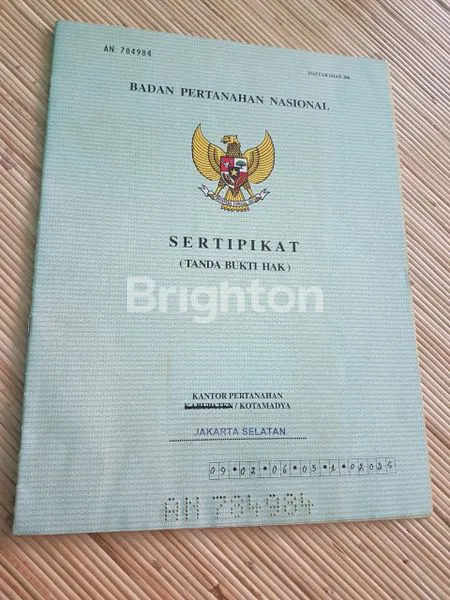 AN 784984
DAFTAR ISIAN 206
BADAN PERTANAHAN NASIONAL
SERTIPIKAT
(TANDA BUKTI HAK)
Brighton
KANTOR PERTANAHAN
KABUPATEN / KOTAMADYA
JAKARTA SELATAN
09.02.06.03.1.02025
AN 784984